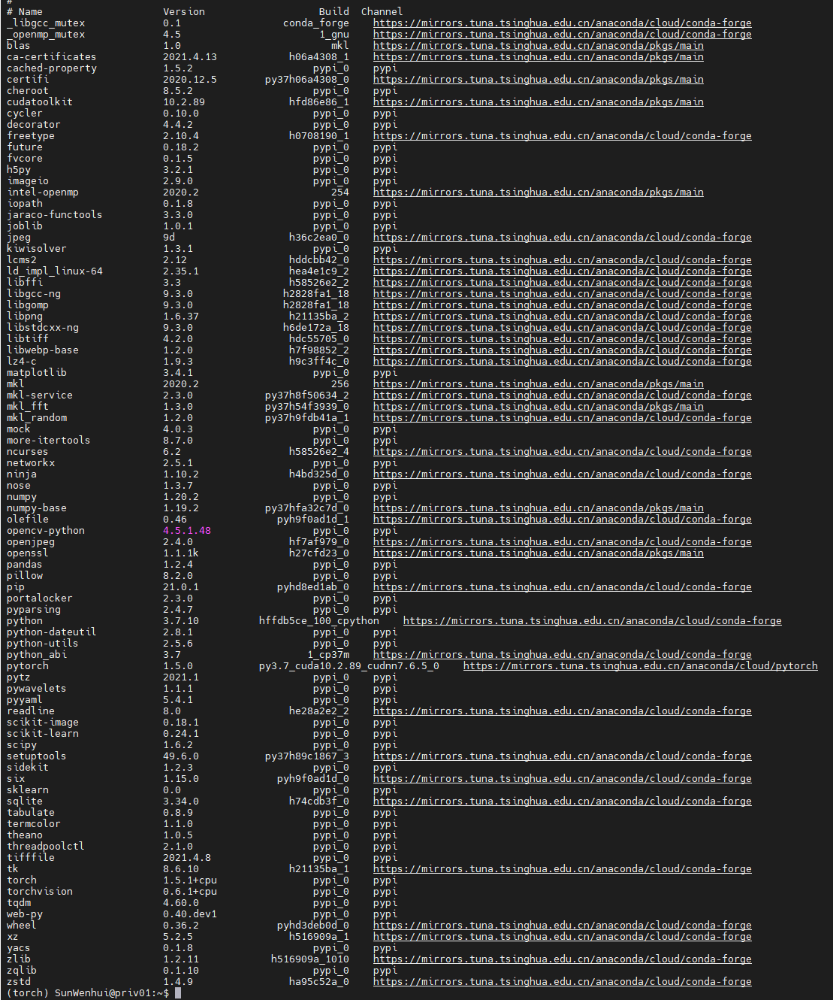 #
# Name                    Version                   Build  Channel
_libgcc_mutex             0.1                 conda_forge    https://mirrors.tuna.tsinghua.edu.cn/anaconda/cloud/conda-forge
_openmp_mutex             4.5                       1_gnu    https://mirrors.tuna.tsinghua.edu.cn/anaconda/cloud/conda-forge
blas                      1.0                         mkl    https://mirrors.tuna.tsinghua.edu.cn/anaconda/pkgs/main
ca-certificates           2021.4.13            h06a4308_1    https://mirrors.tuna.tsinghua.edu.cn/anaconda/pkgs/main
cached-property           1.5.2                    pypi_0    pypi
certifi                   2020.12.5        py37h06a4308_0    https://mirrors.tuna.tsinghua.edu.cn/anaconda/pkgs/main
cheroot                   8.5.2                    pypi_0    pypi
cudatoolkit               10.2.89              hfd86e86_1    https://mirrors.tuna.tsinghua.edu.cn/anaconda/pkgs/main
cycler                    0.10.0                   pypi_0    pypi
decorator                 4.4.2                    pypi_0    pypi
freetype                  2.10.4               h0708190_1    https://mirrors.tuna.tsinghua.edu.cn/anaconda/cloud/conda-forge
future                    0.18.2                   pypi_0    pypi
fvcore                    0.1.5                    pypi_0    pypi
h5py                      3.2.1                    pypi_0    pypi
imageio                   2.9.0                    pypi_0    pypi
intel-openmp              2020.2                      254    https://mirrors.tuna.tsinghua.edu.cn/anaconda/pkgs/main
iopath                    0.1.8                    pypi_0    pypi
jaraco-functools          3.3.0                    pypi_0    pypi
joblib                    1.0.1                    pypi_0    pypi
jpeg                      9d                   h36c2ea0_0    https://mirrors.tuna.tsinghua.edu.cn/anaconda/cloud/conda-forge
kiwisolver                1.3.1                    pypi_0    pypi
lcms2                     2.12                 hddcbb42_0    https://mirrors.tuna.tsinghua.edu.cn/anaconda/cloud/conda-forge
ld_impl_linux-64          2.35.1               hea4e1c9_2    https://mirrors.tuna.tsinghua.edu.cn/anaconda/cloud/conda-forge
libffi                    3.3                  h58526e2_2    https://mirrors.tuna.tsinghua.edu.cn/anaconda/cloud/conda-forge
libgcc-ng                 9.3.0               h2828fa1_18    https://mirrors.tuna.tsinghua.edu.cn/anaconda/cloud/conda-forge
libgomp                   9.3.0               h2828fa1_18    https://mirrors.tuna.tsinghua.edu.cn/anaconda/cloud/conda-forge
libpng                    1.6.37               h21135ba_2    https://mirrors.tuna.tsinghua.edu.cn/anaconda/cloud/conda-forge
libstdcxx-ng              9.3.0               h6de172a_18    https://mirrors.tuna.tsinghua.edu.cn/anaconda/cloud/conda-forge
libtiff                   4.2.0                hdc55705_0    https://mirrors.tuna.tsinghua.edu.cn/anaconda/cloud/conda-forge
libwebp-base              1.2.0                h7f98852_2    https://mirrors.tuna.tsinghua.edu.cn/anaconda/cloud/conda-forge
lz4-c                     1.9.3                h9c3ff4c_0    https://mirrors.tuna.tsinghua.edu.cn/anaconda/cloud/conda-forge
matplotlib                3.4.1                    pypi_0    pypi
mkl                       2020.2                      256    https://mirrors.tuna.tsinghua.edu.cn/anaconda/pkgs/main
mkl-service               2.3.0            py37h8f50634_2    https://mirrors.tuna.tsinghua.edu.cn/anaconda/cloud/conda-forge
mkl_fft                   1.3.0            py37h54f3939_0    https://mirrors.tuna.tsinghua.edu.cn/anaconda/pkgs/main
mkl_random                1.2.0            py37h9fdb41a_1    https://mirrors.tuna.tsinghua.edu.cn/anaconda/cloud/conda-forge
mock                      4.0.3                    pypi_0    pypi
more-itertools            8.7.0                    pypi_0    pypi
ncurses                   6.2                  h58526e2_4    https://mirrors.tuna.tsinghua.edu.cn/anaconda/cloud/conda-forge
networkx                  2.5.1                    pypi_0    pypi
ninja                     1.10.2               h4bd325d_0    https://mirrors.tuna.tsinghua.edu.cn/anaconda/cloud/conda-forge
nose                      1.3.7                    pypi_0    pypi
numpy                     1.20.2                   pypi_0    pypi
numpy-base                1.19.2           py37hfa32c7d_0    https://mirrors.tuna.tsinghua.edu.cn/anaconda/pkgs/main
olefile                   0.46               pyh9f0ad1d_1    https://mirrors.tuna.tsinghua.edu.cn/anaconda/cloud/conda-forge
opencv-python             4.5.1.48                 pypi_0    pypi
openjpeg                  2.4.0                hf7af979_0    https://mirrors.tuna.tsinghua.edu.cn/anaconda/cloud/conda-forge
openssl                   1.1.1k               h27cfd23_0    https://mirrors.tuna.tsinghua.edu.cn/anaconda/pkgs/main
pandas                    1.2.4                    pypi_0    pypi
pillow                    8.2.0                    pypi_0    pypi
pip                       21.0.1             pyhd8ed1ab_0    https://mirrors.tuna.tsinghua.edu.cn/anaconda/cloud/conda-forge
portalocker               2.3.0                    pypi_0    pypi
pyparsing                 2.4.7                    pypi_0    pypi
python                    3.7.10          hffdb5ce_100_cpython    https://mirrors.tuna.tsinghua.edu.cn/anaconda/cloud/conda-forge
python-dateutil           2.8.1                    pypi_0    pypi
python-utils              2.5.6                    pypi_0    pypi
python_abi                3.7                     1_cp37m    https://mirrors.tuna.tsinghua.edu.cn/anaconda/cloud/conda-forge
pytorch                   1.5.0           py3.7_cuda10.2.89_cudnn7.6.5_0    https://mirrors.tuna.tsinghua.edu.cn/anaconda/cloud/pytorch
pytz                      2021.1                   pypi_0    pypi
pywavelets                1.1.1                    pypi_0    pypi
pyyaml                    5.4.1                    pypi_0    pypi
readline                  8.0                  he28a2e2_2    https://mirrors.tuna.tsinghua.edu.cn/anaconda/cloud/conda-forge
scikit-image              0.18.1                   pypi_0    pypi
scikit-learn              0.24.1                   pypi_0    pypi
scipy                     1.6.2                    pypi_0    pypi
setuptools                49.6.0           py37h89c1867_3    https://mirrors.tuna.tsinghua.edu.cn/anaconda/cloud/conda-forge
sidekit                   1.2.3                    pypi_0    pypi
six                       1.15.0             pyh9f0ad1d_0    https://mirrors.tuna.tsinghua.edu.cn/anaconda/cloud/conda-forge
sklearn                   0.0                      pypi_0    pypi
sqlite                    3.34.0               h74cdb3f_0    https://mirrors.tuna.tsinghua.edu.cn/anaconda/cloud/conda-forge
tabulate                  0.8.9                    pypi_0    pypi
termcolor                 1.1.0                    pypi_0    pypi
theano                    1.0.5                    pypi_0    pypi
threadpoolctl             2.1.0                    pypi_0    pypi
tifffile                  2021.4.8                 pypi_0    pypi
tk                        8.6.10               h21135ba_1    https://mirrors.tuna.tsinghua.edu.cn/anaconda/cloud/conda-forge
torch                     1.5.1+cpu                pypi_0    pypi
torchvision               0.6.1+cpu                pypi_0    pypi
tqdm                      4.60.0                   pypi_0    pypi
web-py                    0.40.dev1                pypi_0    pypi
wheel                     0.36.2             pyhd3deb0d_0    https://mirrors.tuna.tsinghua.edu.cn/anaconda/cloud/conda-forge
xz                        5.2.5                h516909a_1    https://mirrors.tuna.tsinghua.edu.cn/anaconda/cloud/conda-forge
yacs                      0.1.8                    pypi_0    pypi
zlib                      1.2.11            h516909a_1010    https://mirrors.tuna.tsinghua.edu.cn/anaconda/cloud/conda-forge
zqlib                     0.1.10                   pypi_0    pypi
zstd                      1.4.9                ha95c52a_0    https://mirrors.tuna.tsinghua.edu.cn/anaconda/cloud/conda-forge
(torch) SunWenhui@priv01:~$